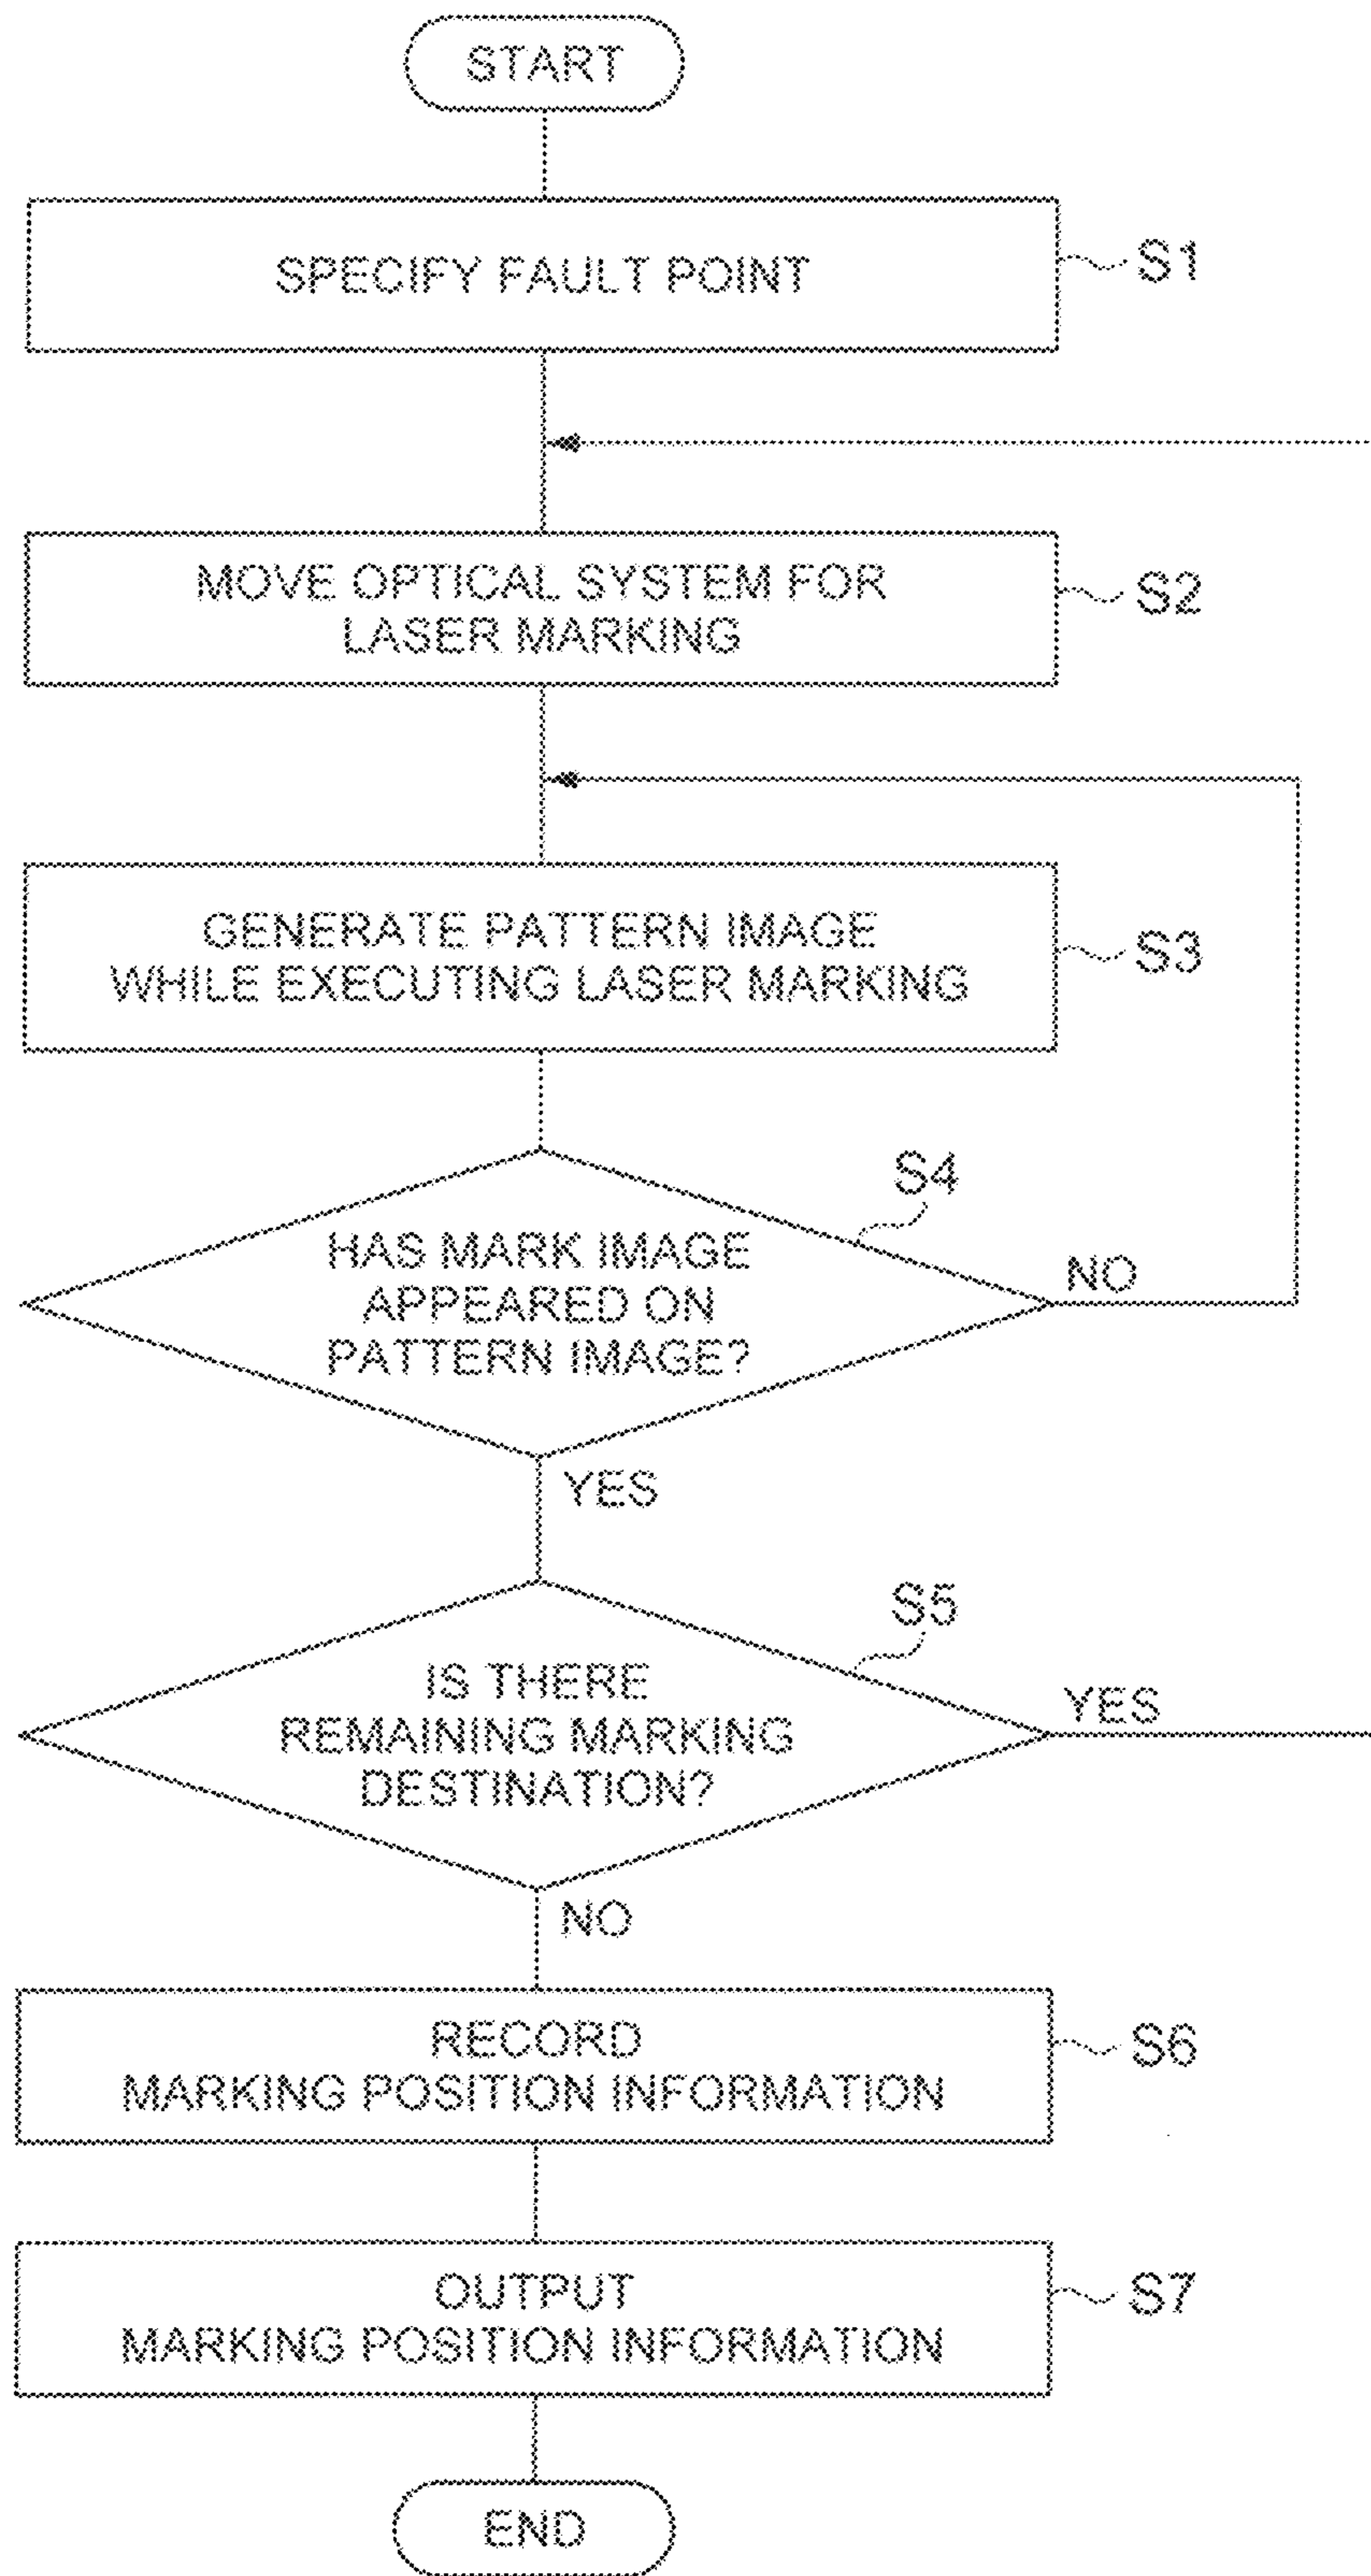 START
SPECIFY FAULT POINT
S1
MOVE OPTICAL SYSTEM FOR
LASER MARKING
S2
GENERATE PATTERN IMAGE
WHILE EXECUTING LASER MARKING
S3
S4
HAS MARK IMAGE
APPEARED ON
PATTERN IMAGE?
NO
YES
S5
IS THERE
REMAINING MARKING
DESTINATION?
YES
NO
RECORD
MARKING POSITION INFORMATION
S6
OUTPUT
MARKING POSITION INFORMATION
S7
END